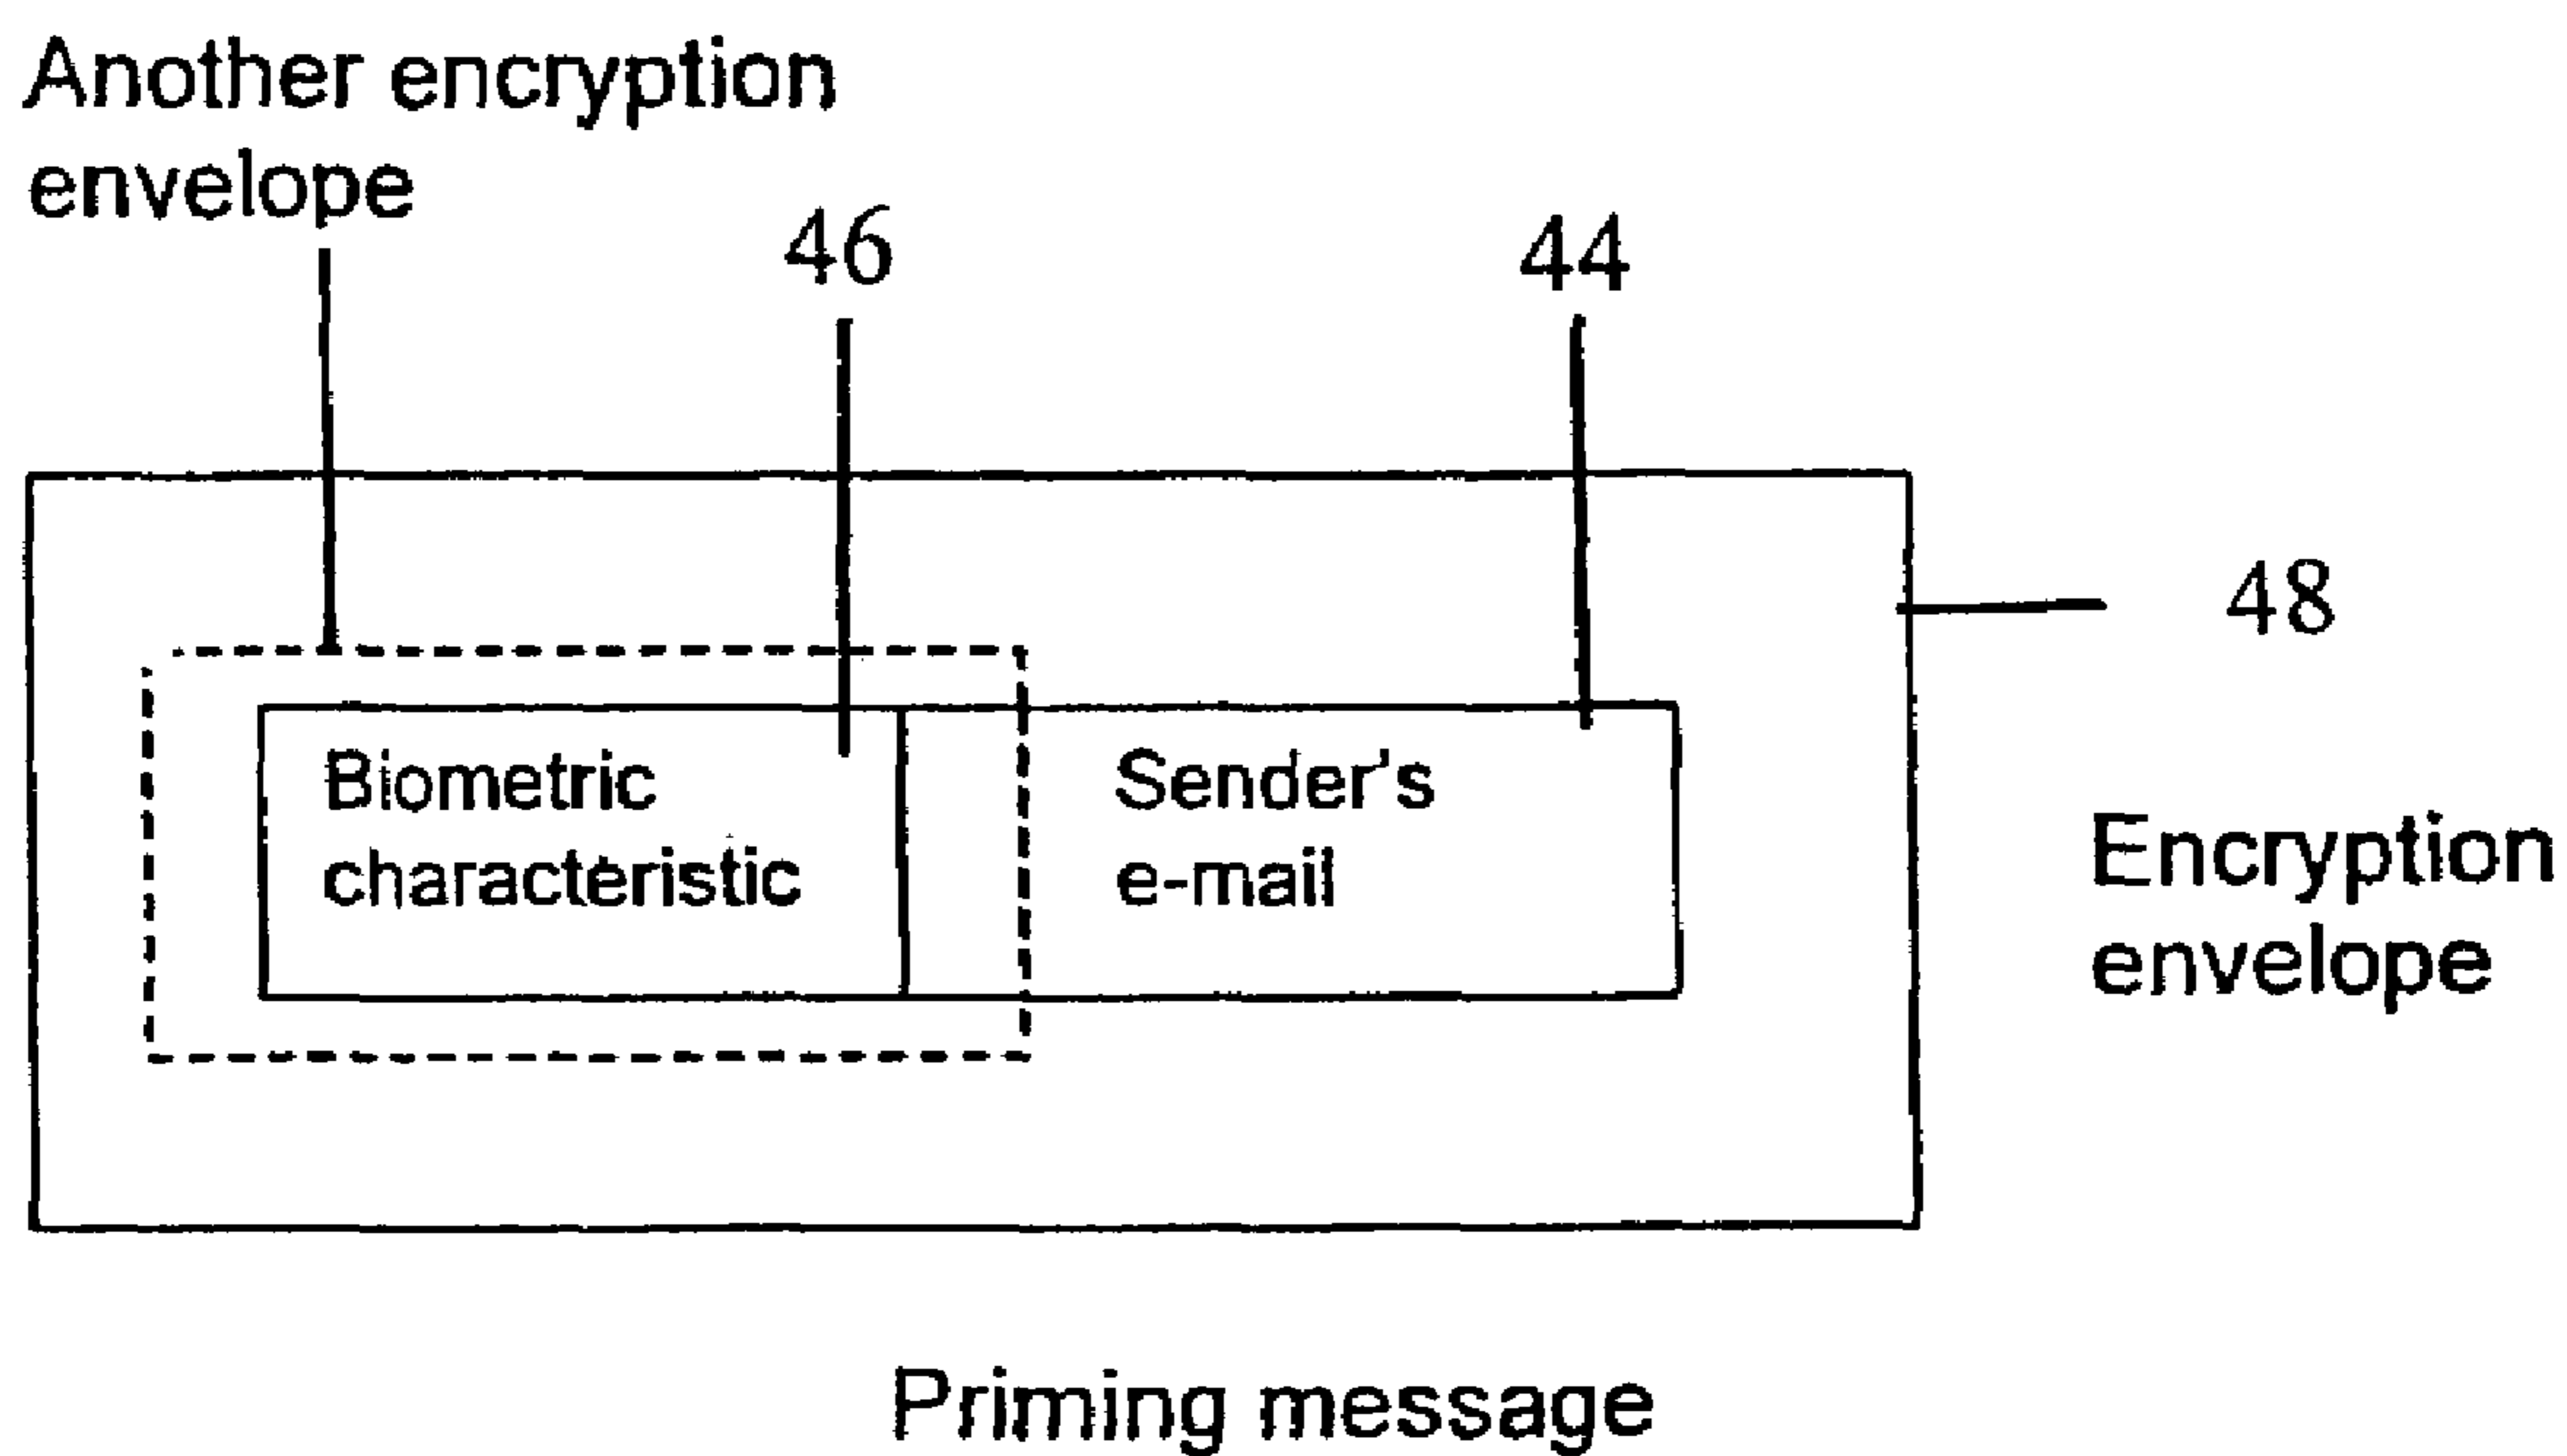 Another encryption
envelope
46
44
48
Biometric
characteristic
Sender's
e-mail
Encryption
envelope
Priming message